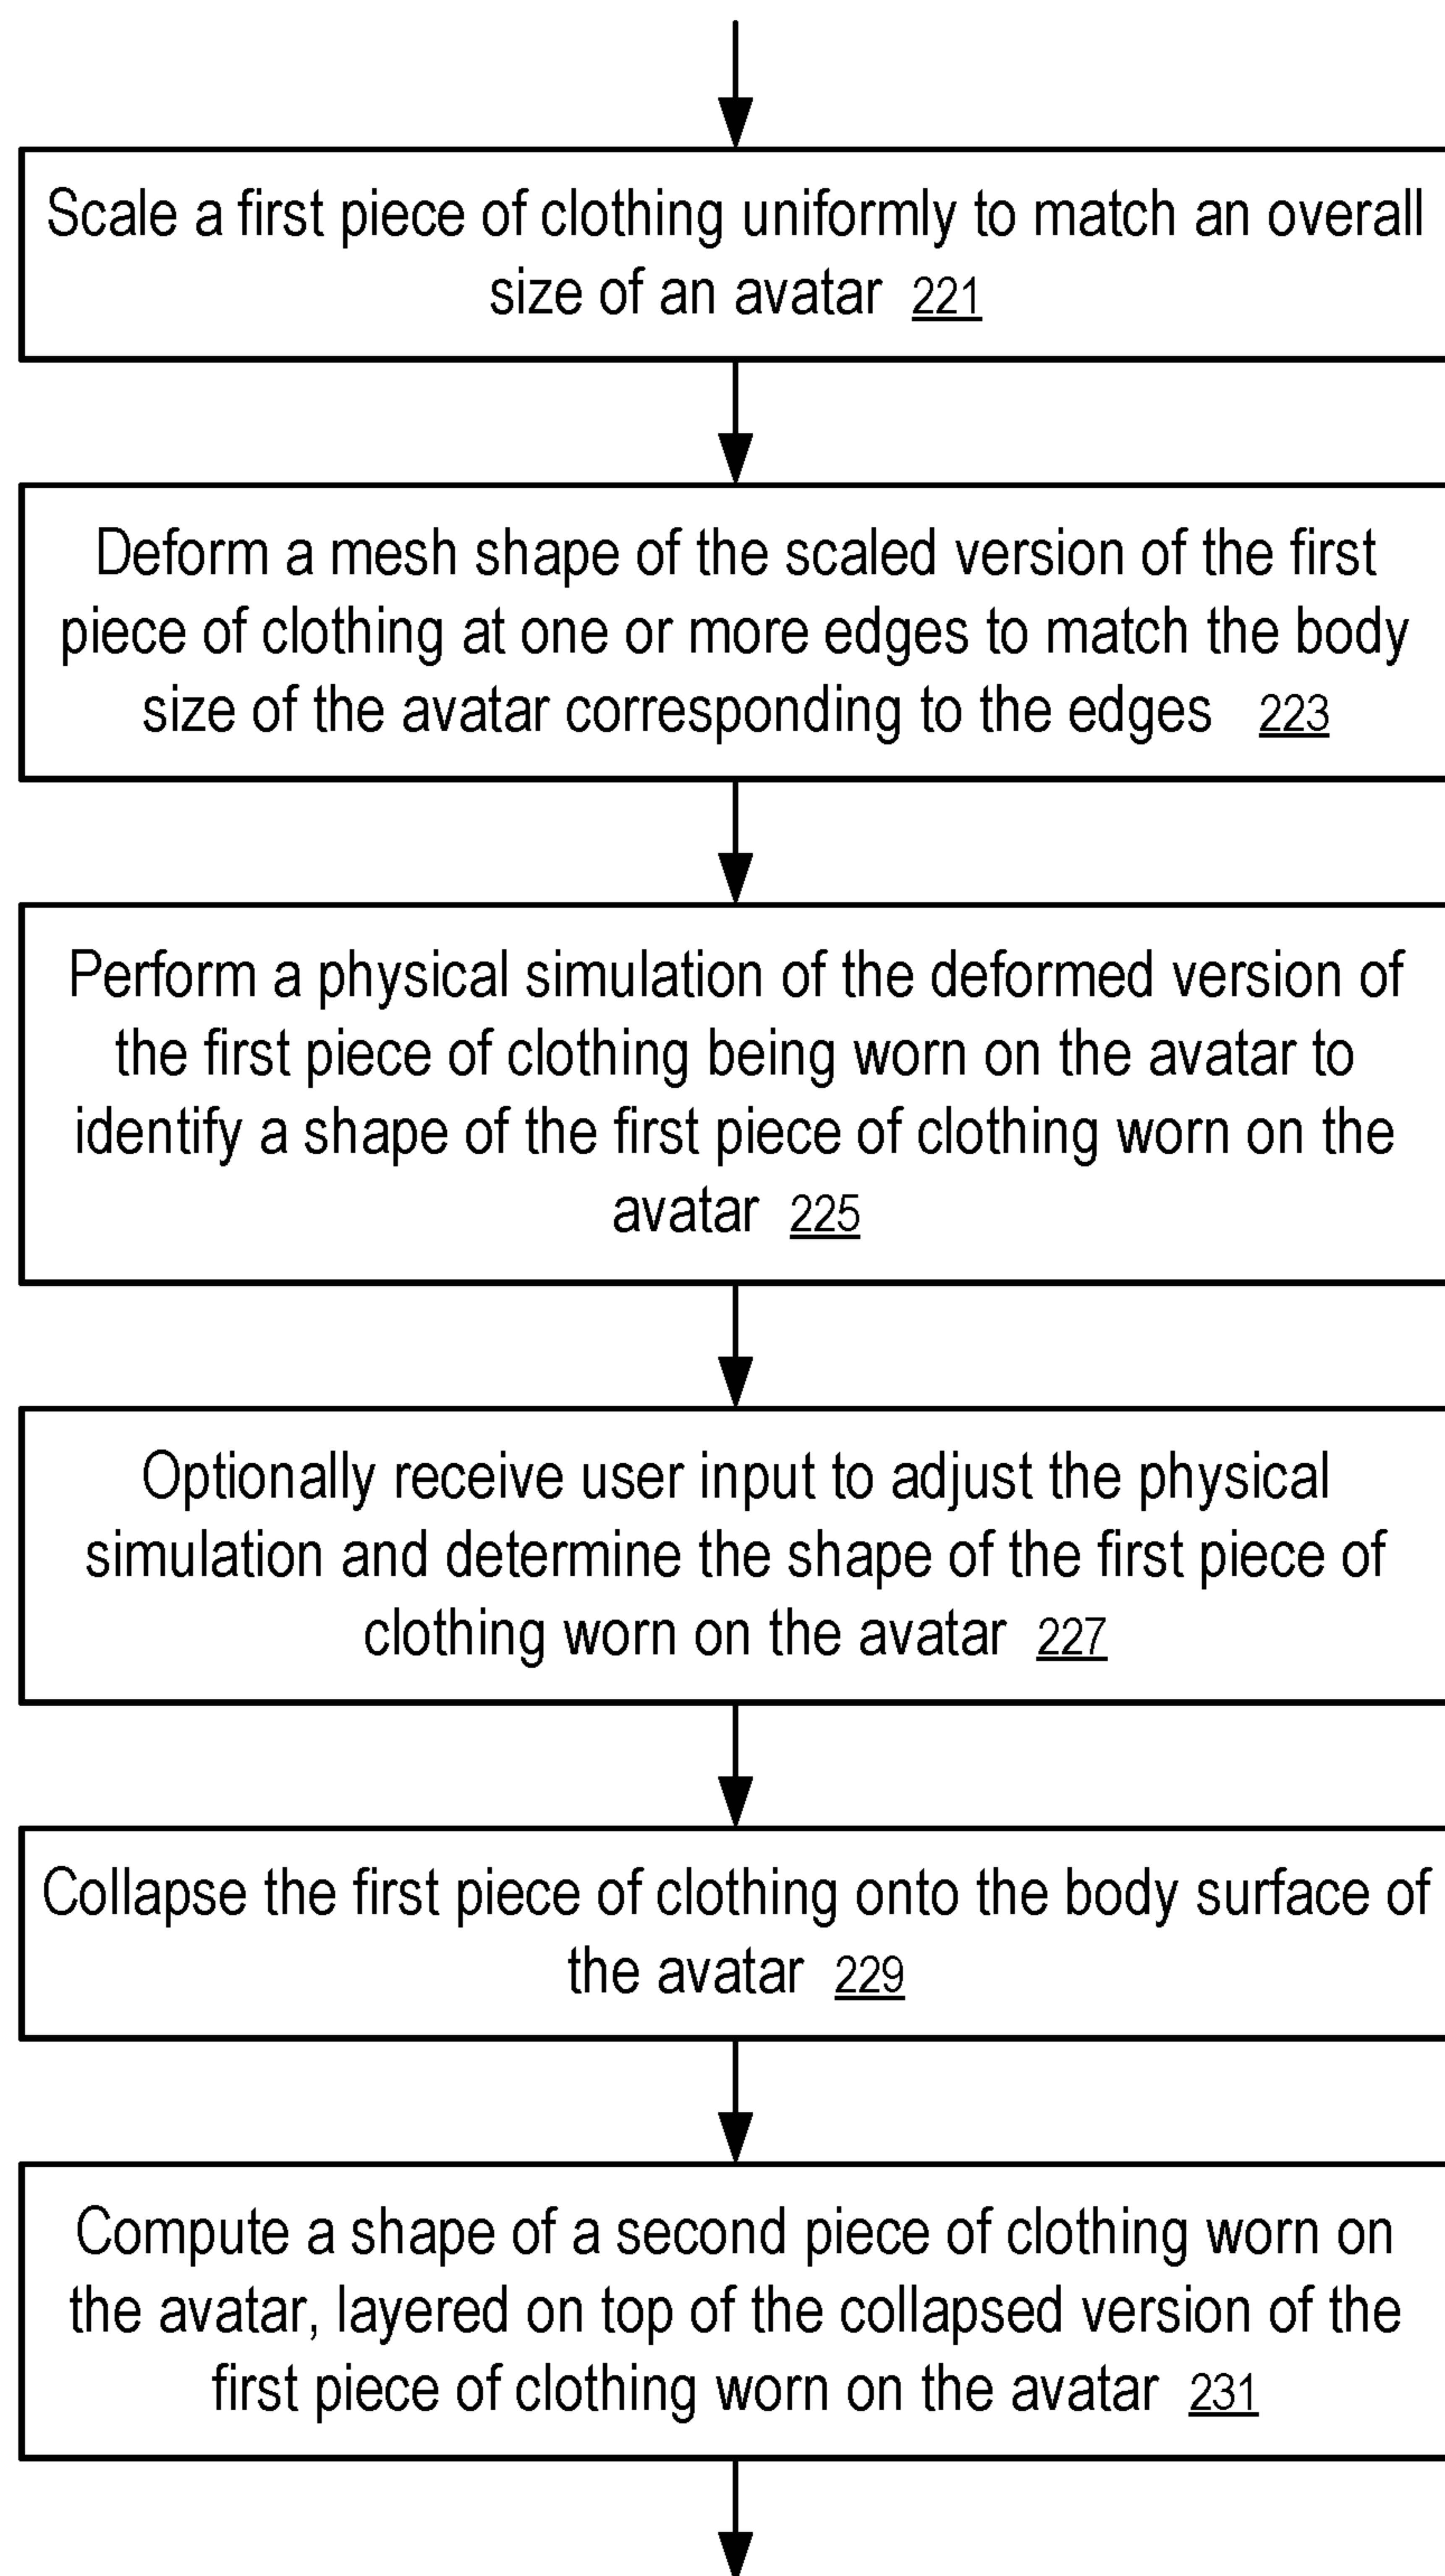 Scale a first piece of clothing uniformly to match an overall
size of an avatar 221
Deform a mesh shape of the scaled version of the first
piece of clothing at one or more edges to match the body
size of the avatar corresponding to the edges 223
Perform a physical simulation of the deformed version of
the first piece of clothing being worn on the avatar to
identify a shape of the first piece of clothing worn on the
avatar 225
Optionally receive user input to adjust the physical
simulation and determine the shape of the first piece of
clothing worn on the avatar 227
Collapse the first piece of clothing onto the body surface of
the avatar 229
Compute a shape of a second piece of clothing worn on
the avatar, layered on top of the collapsed version of the
first piece of clothing worn on the avatar 231